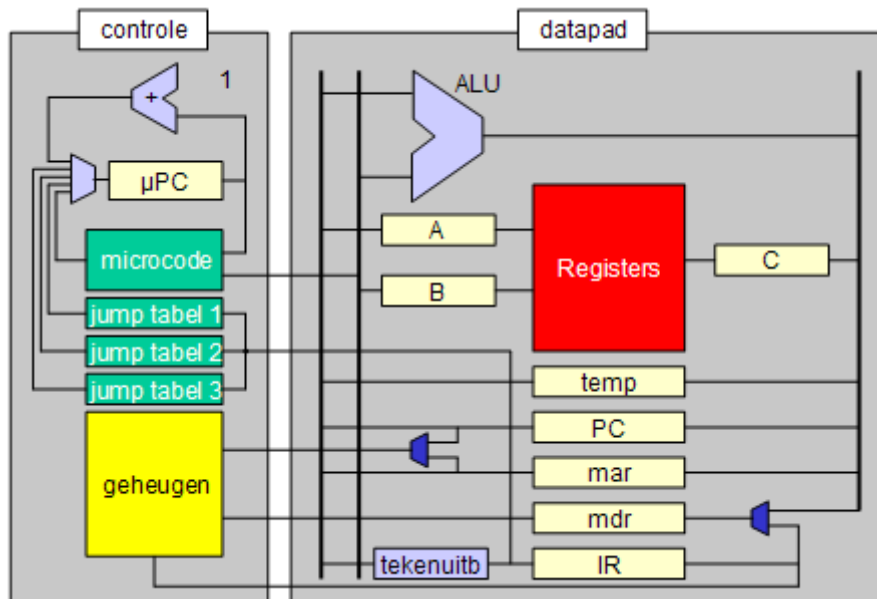 controle
datapad
+
1
ALU
µPC
A
microcode
B
Registers
C
jump tabel 1
jump tabel 2
jump tabel 3
temp
PC
geheugen
mar
mdr
tekenuitb
IR